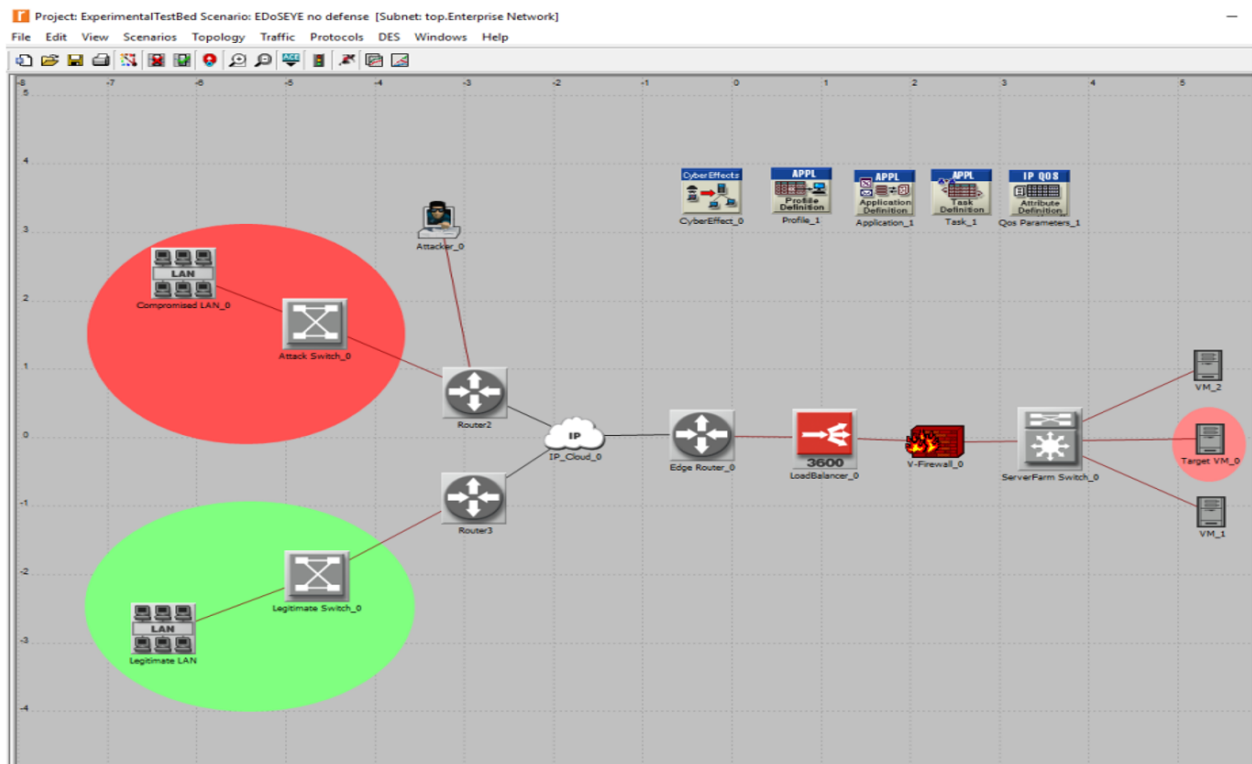 Project: ExperimentalTestBed Scenario: EDoSEYE no defense [Subnet: top.Enterprise Network]
File Edit View Scenarios Topology Traffic Protocols DES Windows Help
ACE
-8 -7 -6 -5 -4 -3 -2 -1 0 1 2 3 4 5
5
4
CyberEffects
CyberEffect_0
APPL
Profile
Definition
Profile_1
APPL
Application
Definition
Application_1
APPL
Task
Definition
Task_1
IP QOS
Attribute
Definition
Qos Parameters_1
3
Attacker_0
LAN
Compromised LAN_0
2
Attack Switch_0
1
Router2
VM_2
0
IP
IP_Cloud_0
Edge Router_0
3600
LoadBalancer_0
V-Firewall_0
ServerFarm Switch_0
Target VM_0
-1
Router3
VM_1
-2
Legitimate Switch_0
LAN
-3
Legitimate LAN
-4